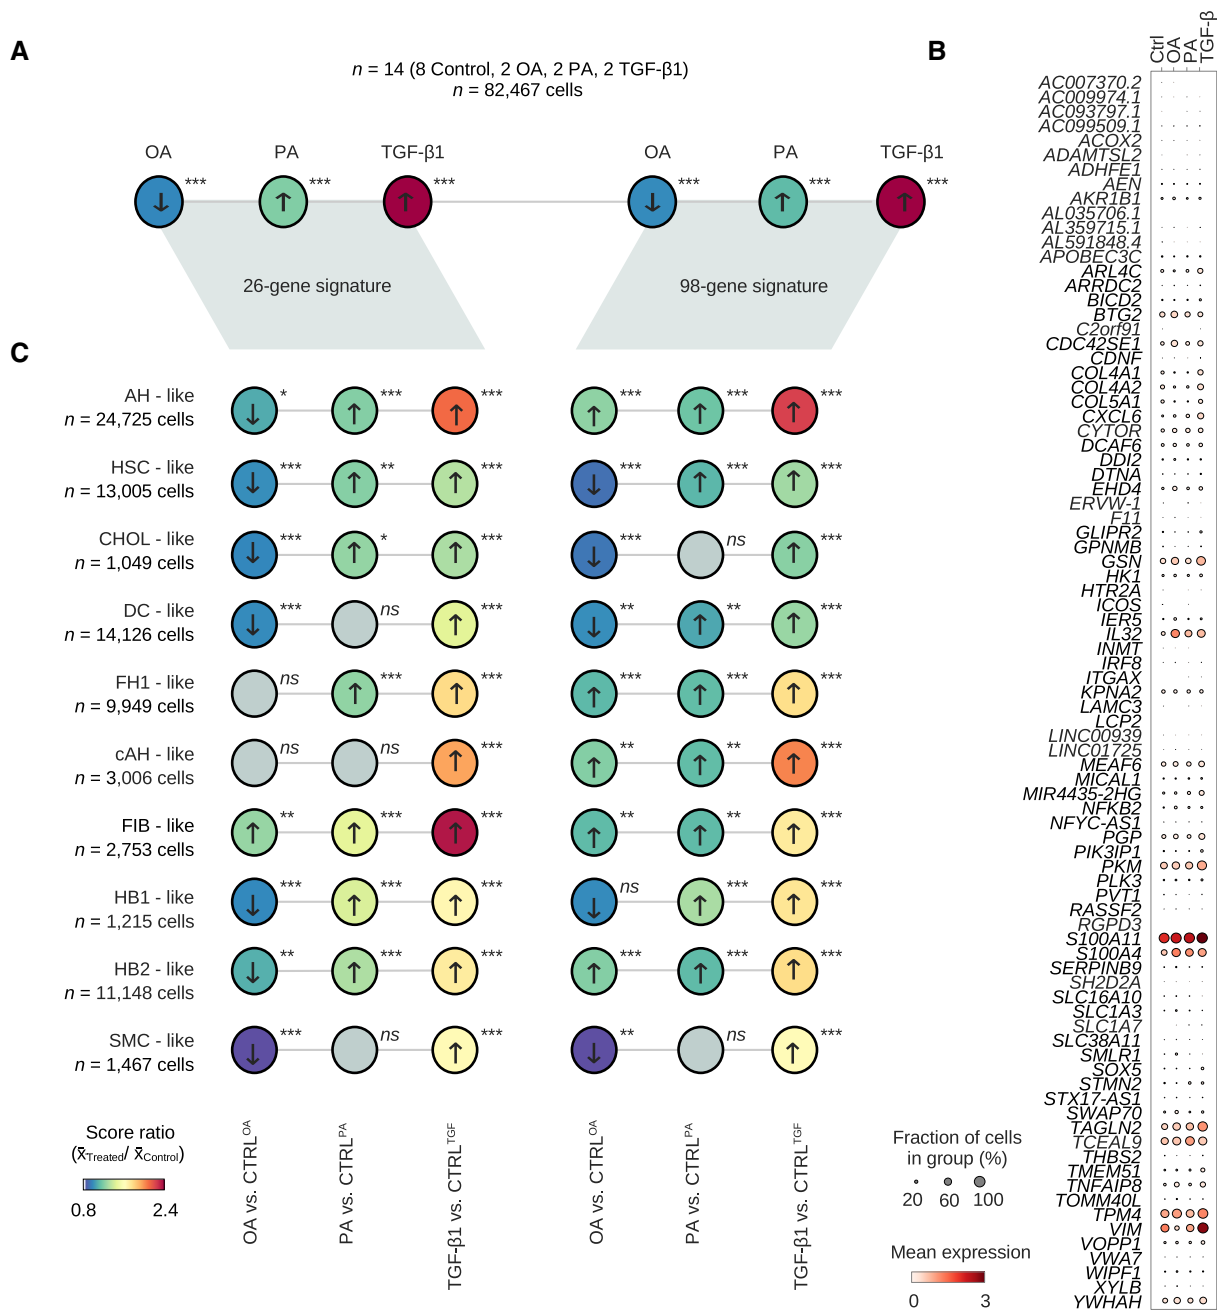 A
n = 14 (8 Control, 2 OA, 2 PA, 2 TGF-β1)
n = 82,467 cells
OA PA TGF-β1 OA PA TGF-β1
*** *** *** *** *** ***
26-gene signature 98-gene signature
C
AH - like
n = 24,725 cells
* *** *** *** *** ***
HSC - like
n = 13,005 cells
*** ** *** *** *** ***
CHOL - like
n = 1,049 cells
*** * *** *** ns ***
DC - like
n = 14,126 cells
*** ns *** ** ** ***
FH1 - like
n = 9,949 cells
ns *** *** *** *** ***
cAH - like
n = 3,006 cells
ns ns *** ** ** ***
FIB - like
n = 2,753 cells
** *** *** ** ** ***
HB1 - like
n = 1,215 cells
*** *** *** ns *** ***
HB2 - like
n = 11,148 cells
** *** *** *** *** ***
SMC - like
n = 1,467 cells
*** ns *** ** ns ***
Score ratio
(x̄Treated/ x̄Control)
0.8 2.4
OA vs. CTRLOA
PA vs. CTRLPA
TGF-β1 vs. CTRLTGF
OA vs. CTRLOA
PA vs. CTRLPA
TGF-β1 vs. CTRLTGF
B
Ctrl
OA
PA
TGF-β
AC007370.2
AC009974.1
AC093797.1
AC099509.1
ACOX2
ADAMTSL2
ADHFE1
AEN
AKR1B1
AL035706.1
AL359715.1
AL591848.4
APOBEC3C
ARL4C
ARRDC2
BICD2
BTG2
C2orf91
CDC42SE1
CDNF
COL4A1
COL4A2
COL5A1
CXCL6
CYTOR
DCAF6
DDI2
DTNA
EHD4
ERVW-1
F11
GLIPR2
GPNMB
GSN
HK1
HTR2A
ICOS
IER5
IL32
INMT
IRF8
ITGAX
KPNA2
LAMC3
LCP2
LINC00939
LINC01725
MEAF6
MICAL1
MIR4435-2HG
NFKB2
NFYC-AS1
PGP
PIK3IP1
PKM
PLK3
PVT1
RASSF2
RGPD3
S100A11
S100A4
SERPINB9
SH2D2A
SLC16A10
SLC1A3
SLC1A7
SLC38A11
SMLR1
SOX5
STMN2
STX17-AS1
SWAP70
TAGLN2
TCEAL9
THBS2
TMEM51
TNFAIP8
TOMM40L
TPM4
VIM
VOPP1
VWA7
WIPF1
XYLB
YWHAH
Fraction of cells
in group (%)
20 60 100
Mean expression
0 3